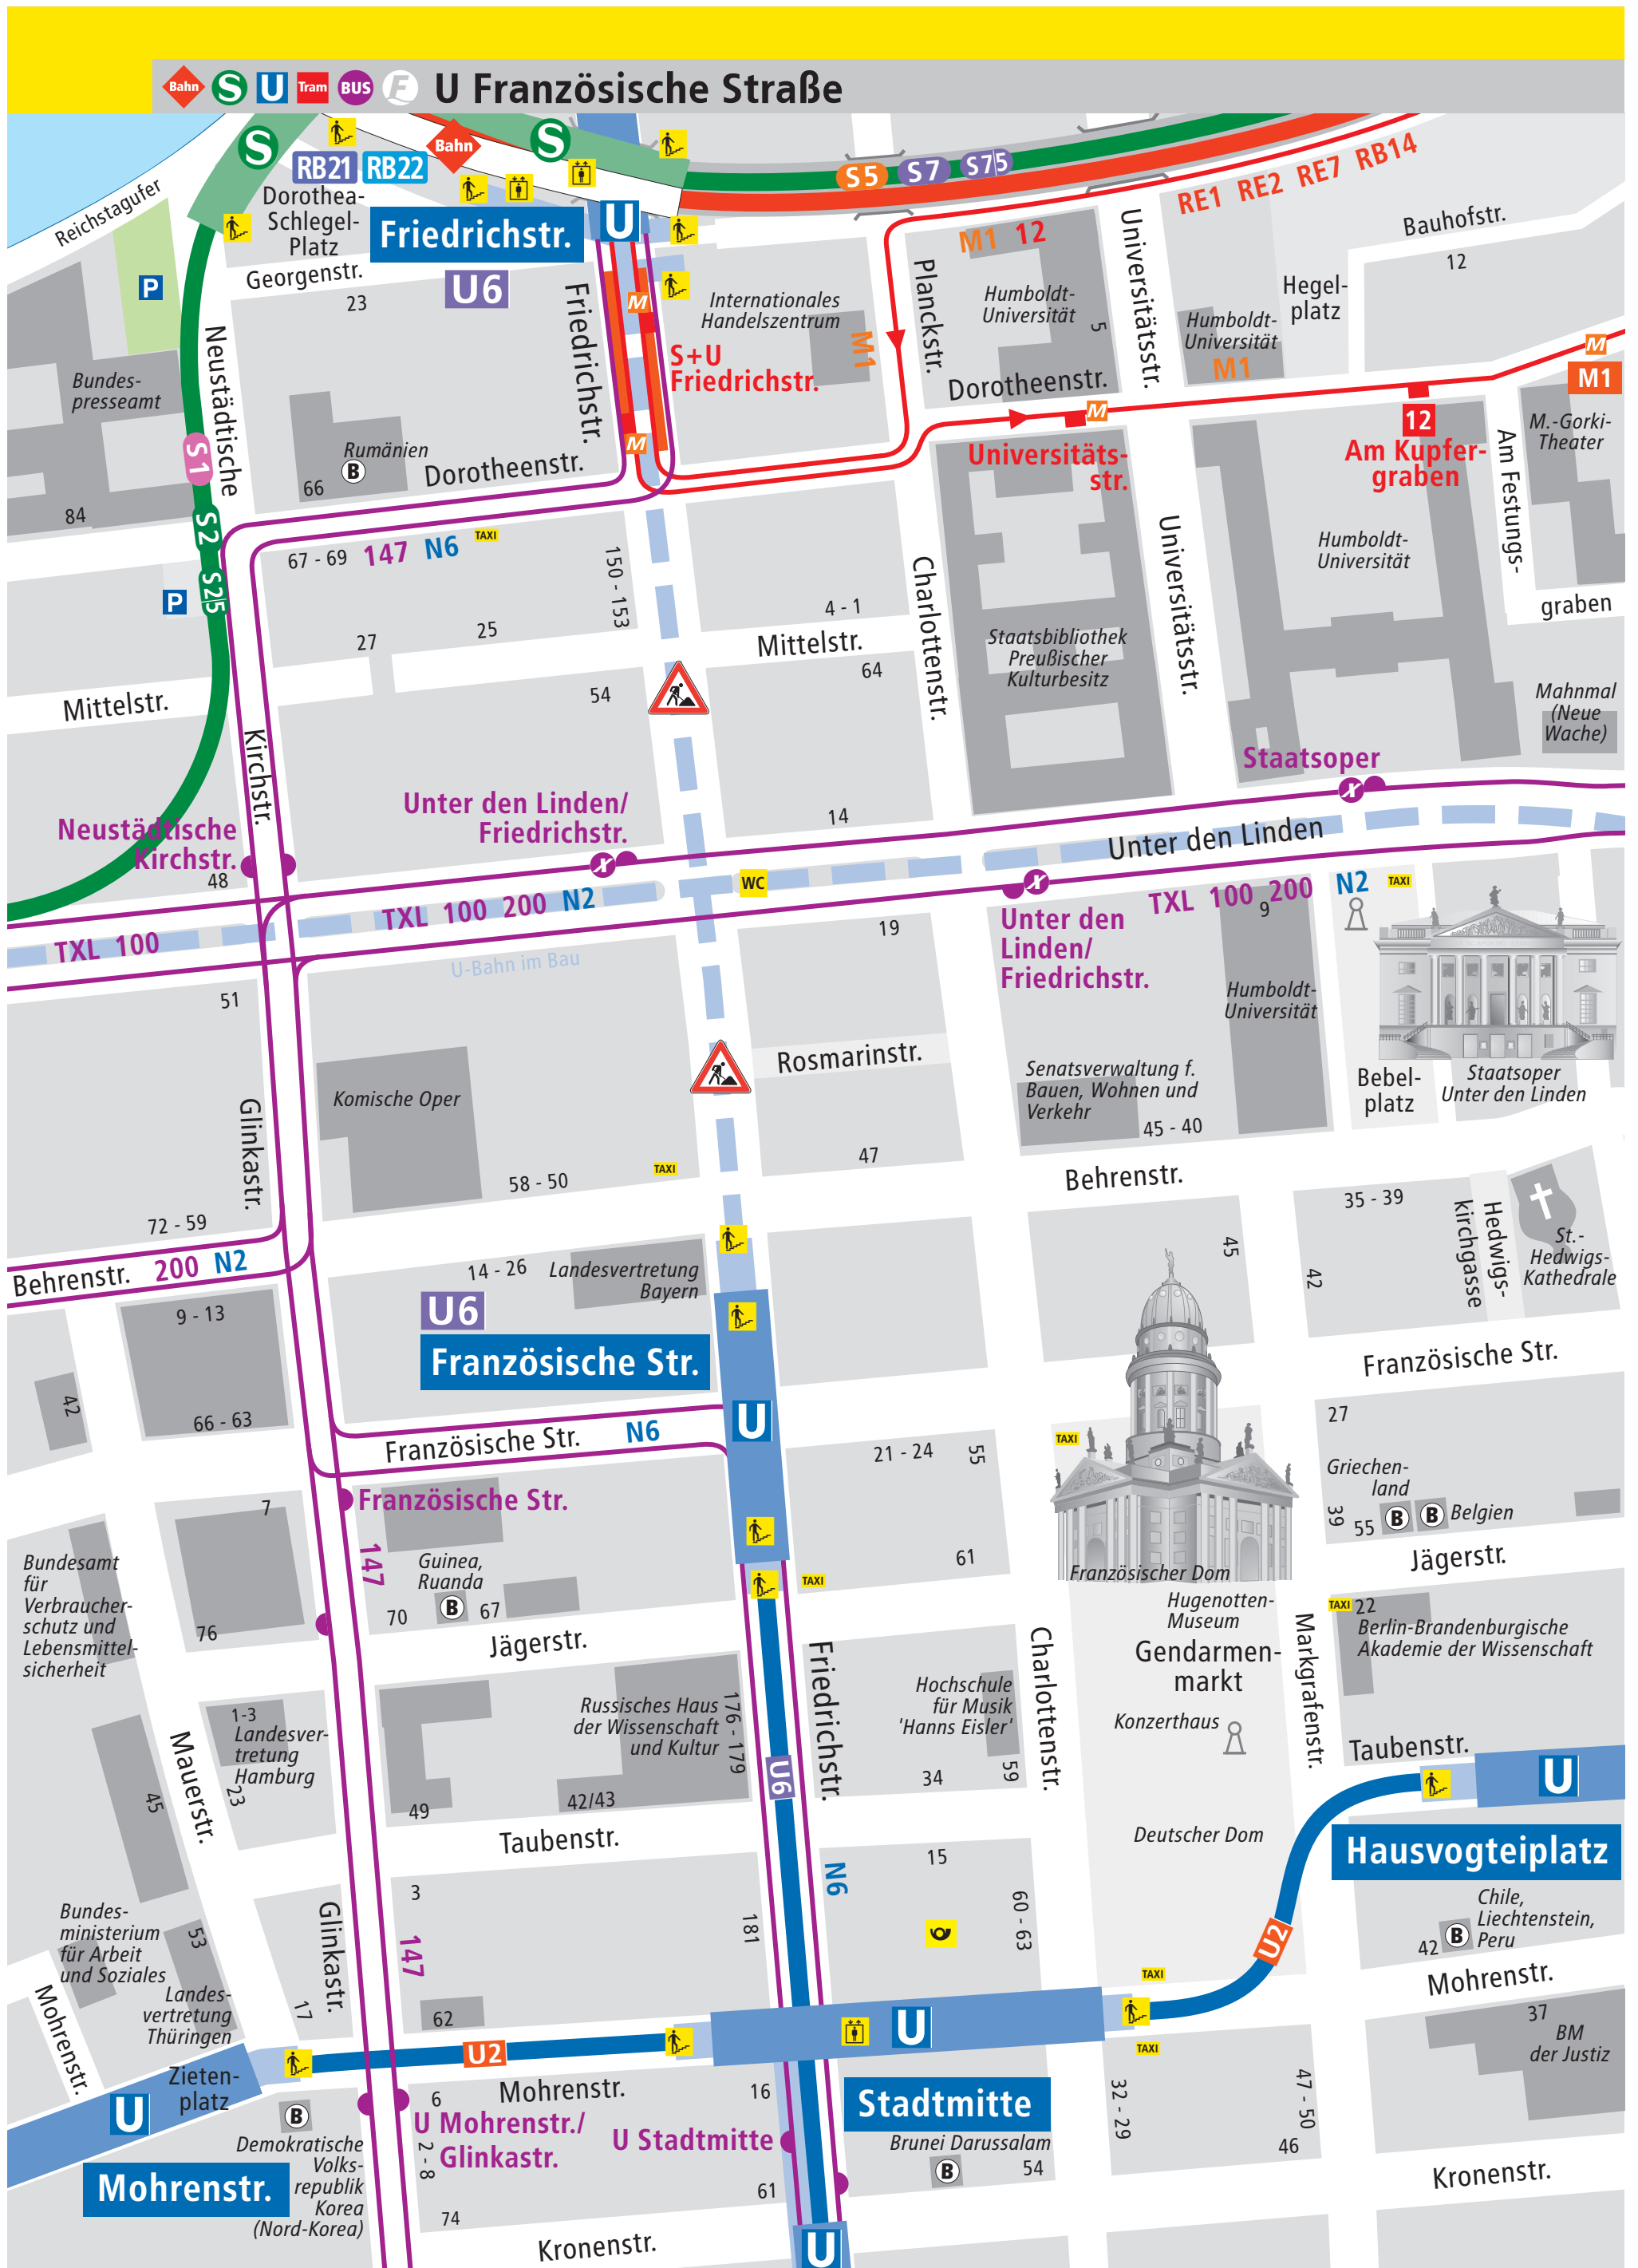 Bahn S U Tram BUS F U Französische Straße
S
Bahn
S
RB21 RB22
S5 S7 S75
RE1 RE2 RE7 RB14
Reichstagufer
Dorothea-
Schlegel-
Platz
Friedrichstr.
U
Georgenstr.
U6
23
P
Neustädtische
Friedrichstr.
M
Internationales
Handelszentrum
M1
S+U
Friedrichstr.
M
Planckstr.
M1 12
Humboldt-
Universität
5
Universitätsstr.
Humboldt-
Universität
M1
Hegel-
platz
Bauhofstr.
12
M
M1
Dorotheenstr.
M
Universitäts-
str.
12
Am Kupfer-
graben
M.-Gorki-
Theater
Am Festungs-
graben
Bundes-
presseamt
84
S1
S2
S25
Rumänien
B
66
Dorotheenstr.
67 - 69
147 N6
TAXI
150 - 153
P
27
25
4 - 1
Mittelstr.
64
54
Mittelstr.
Charlottenstr.
Universitätsstr.
Staatsbibliothek
Preußischer
Kulturbesitz
Humboldt-
Universität
Mahnmal
(Neue
Wache)
Staatsoper
X
Kirchstr.
Neustädtische
Kirchstr.
48
Unter den Linden/
Friedrichstr.
X
14
Unter den Linden
WC
TXL 100 200 N2
TXL 100
U-Bahn im Bau
X
Unter den
Linden/
Friedrichstr.
TXL 100 200 N2
TAXI
9
19
51
Humboldt-
Universität
Rosmarinstr.
Senatsverwaltung f.
Bauen, Wohnen und
Verkehr
45 - 40
Bebel-
platz
Staatsoper
Unter den Linden
Komische Oper
Glinkastr.
47
TAXI
58 - 50
72 - 59
Behrenstr.
Behrenstr. 200 N2
35 - 39
45
42
Hedwigs-
kirchgasse
St.-
Hedwigs-
Kathedrale
14 - 26
Landesvertretung
Bayern
U6
Französische Str.
9 - 13
66 - 63
42
U
Französische Str.
N6
Französische Str.
147
7
76
Guinea,
Ruanda
B
70
67
Jägerstr.
21 - 24
55
61
TAXI
TAXI
Französische Str.
27
Griechen-
land
39
55
B
B
Belgien
Jägerstr.
Französischer Dom
Hugenotten-
Museum
Gendarmen-
markt
Konzerthaus
Markgrafenstr.
TAXI
22
Berlin-Brandenburgische
Akademie der Wissenschaft
Bundesamt
für
Verbraucher-
schutz und
Lebensmittel-
sicherheit
1-3
Landesver-
tretung
Hamburg
23
Mauerstr.
45
Russisches Haus
der Wissenschaft
und Kultur
176 - 179
49
42/43
Taubenstr.
U6
Friedrichstr.
Hochschule
für Musik
'Hanns Eisler'
34
59
Charlottenstr.
Taubenstr.
U
Hausvogteiplatz
Deutscher Dom
N6
15
60 - 63
3
181
147
Glinkastr.
Bundes-
ministerium
für Arbeit
und Soziales
53
Landes-
vertretung
Thüringen
17
Mohrenstr.
62
Chile,
Liechtenstein,
Peru
42
B
Mohrenstr.
U2
TAXI
TAXI
U
U2
Zieten-
platz
U
Mohrenstr.
B
Demokratische
Volks-
republik
Korea
(Nord-Korea)
6
Mohrenstr.
16
U Mohrenstr./
Glinkastr.
2 - 8
U Stadtmitte
61
74
Kronenstr.
Stadtmitte
Brunei Darussalam
B
54
32 - 29
47 - 50
46
37
BM
der Justiz
Kronenstr.
U